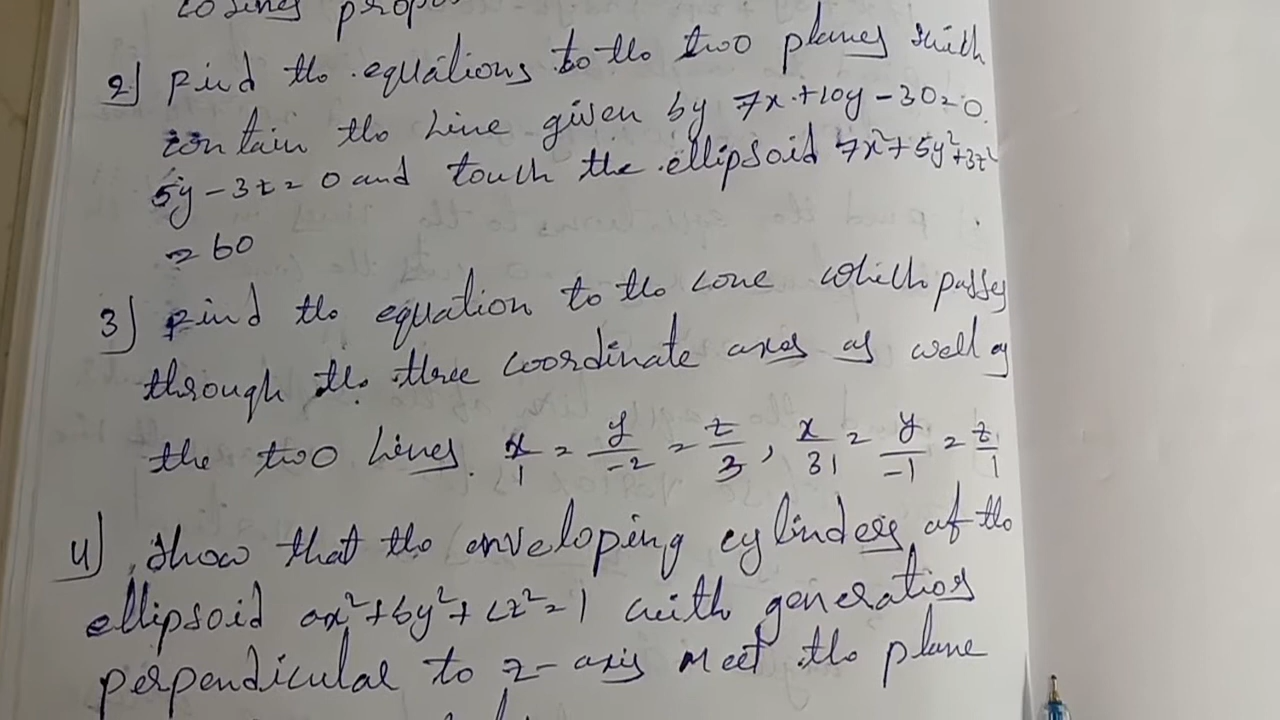 cosines propo
2) Find the equations to the two planes which
contain the line given by 7x+10y-30=0.
5y-3z=0 and touch the ellipsoid 7x²+5y²+3z²
=60
3) Find the equation to the cone which passes
through the three coordinate axes as well as
the two lines. x/1 = y/-2 = z/3, x/3 = y/-1 = z/1
4) Show that the enveloping cylinders of the
ellipsoid ax²+by²+cz²=1 with generators
perpendicular to z-axis meet the plane